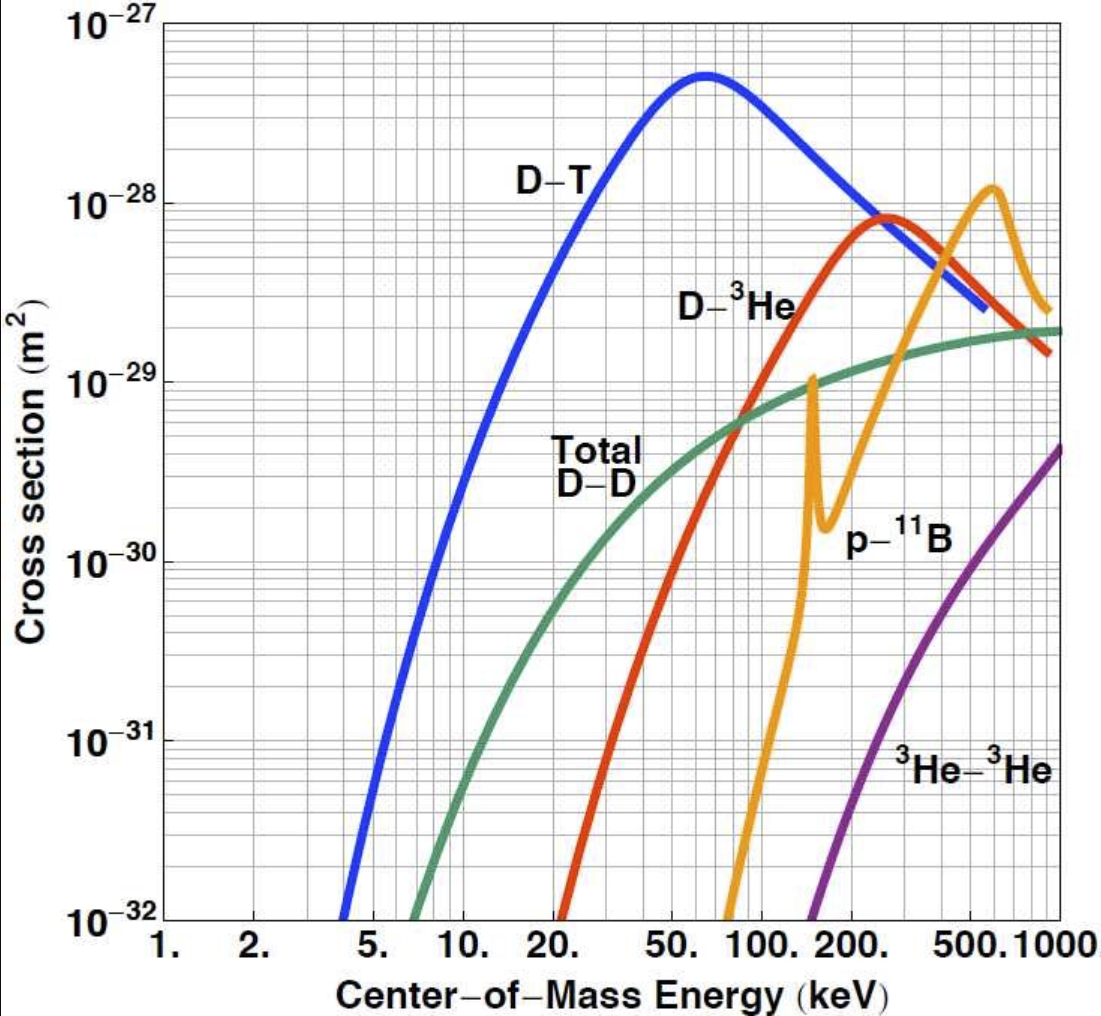 10⁻²⁷
10⁻²⁸
10⁻²⁹
10⁻³⁰
10⁻³¹
10⁻³²
Cross section (m²)
D–T
D–³He
Total
D–D
p–¹¹B
³He–³He
1. 2. 5. 10. 20. 50. 100. 200. 500. 1000
Center–of–Mass Energy (keV)